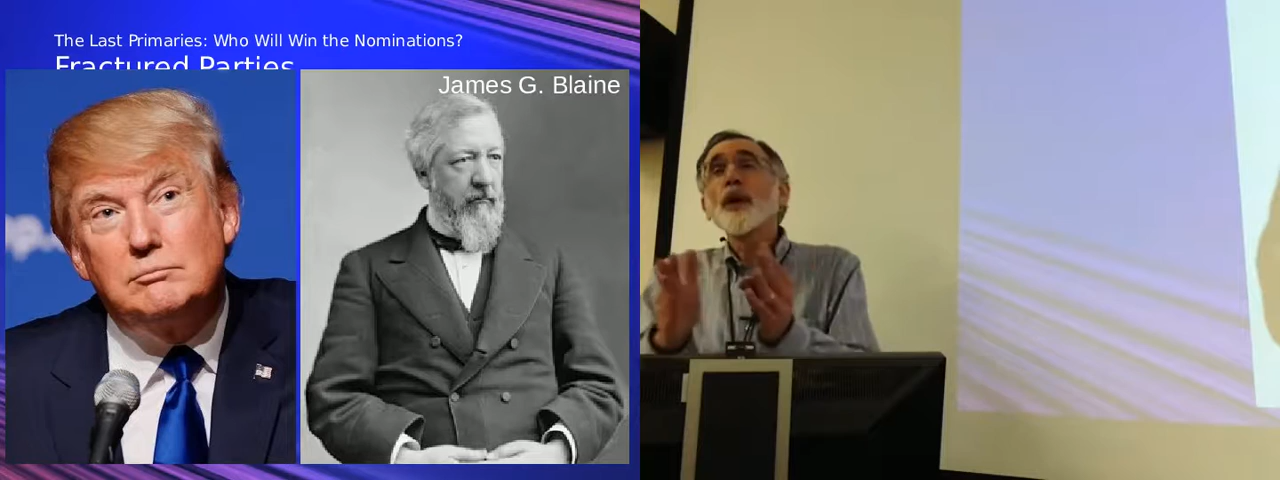 The Last Primaries: Who Will Win the Nominations?
Fractured Parties
James G. Blaine